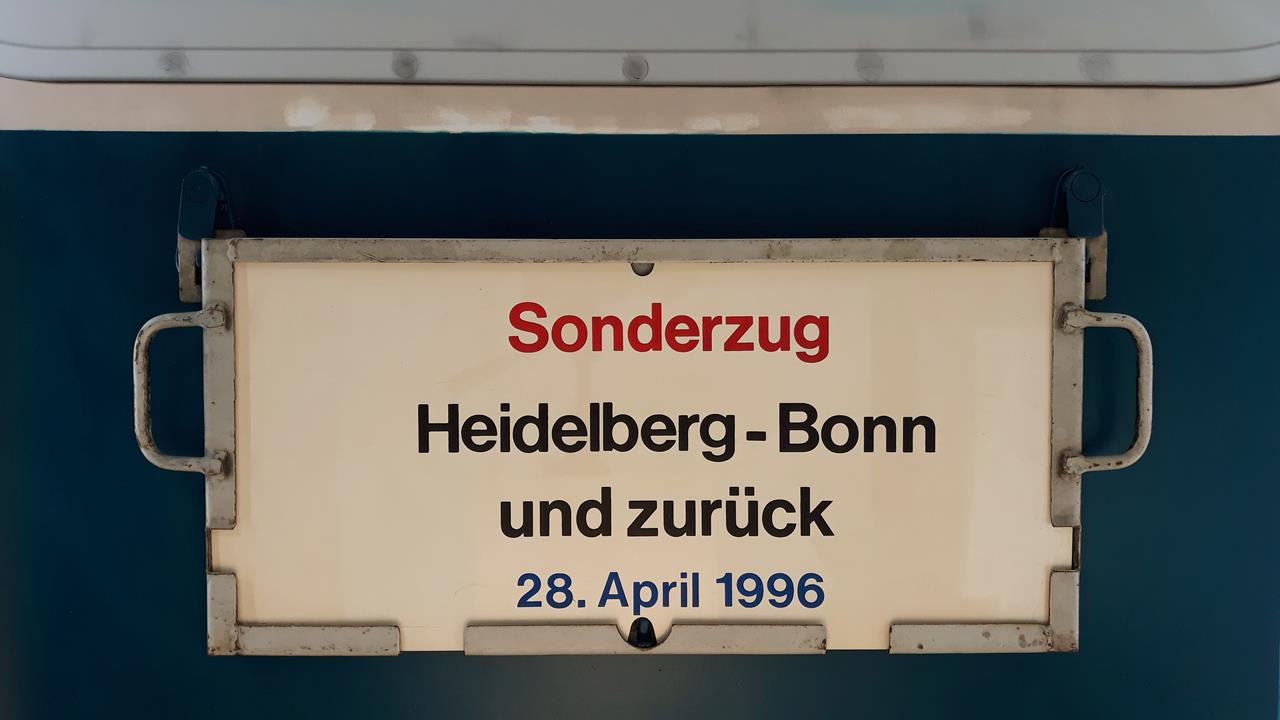 Sonderzug
Heidelberg - Bonn
und zurück
28. April 1996